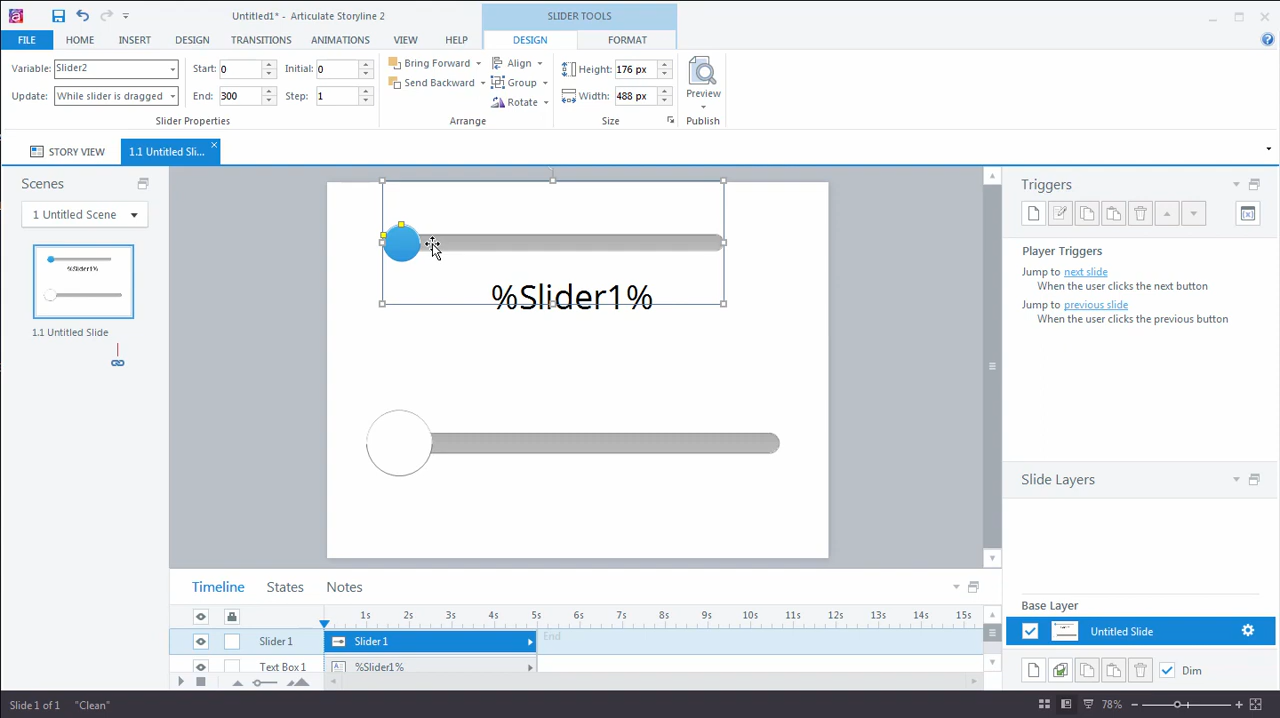 Untitled1* - Articulate Storyline 2
SLIDER TOOLS
FILE HOME INSERT DESIGN TRANSITIONS ANIMATIONS VIEW HELP DESIGN FORMAT
Variable: Slider2 Start: 0 Initial: 0 Bring Forward Align Height: 176 px
Update: While slider is dragged End: 300 Step: 1 Send Backward Group Width: 488 px Preview
Rotate
Slider Properties Arrange Size Publish
STORY VIEW 1.1 Untitled Sli...
Scenes
1 Untitled Scene
%Slider1%
1.1 Untitled Slide
%Slider1%
Triggers
Player Triggers
Jump to next slide
When the user clicks the next button
Jump to previous slide
When the user clicks the previous button
Slide Layers
Base Layer
Untitled Slide
Dim
Timeline States Notes
1s 2s 3s 4s 5s 6s 7s 8s 9s 10s 11s 12s 13s 14s 15s
Slider 1 Slider 1 End
Text Box 1 %Slider1%
Slide 1 of 1 "Clean" 78%